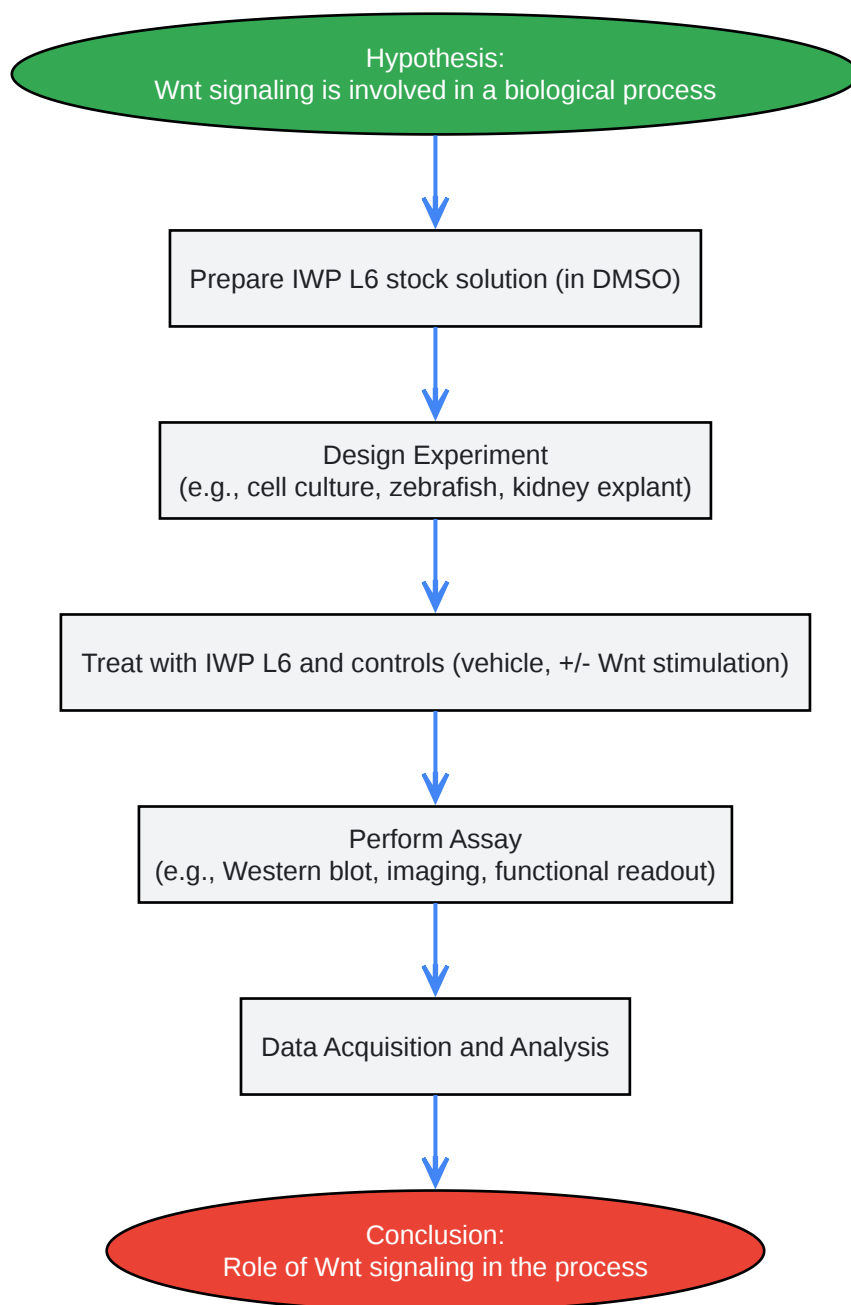 Hypothesis:
Wnt signaling is involved in a biological process
Prepare IWP L6 stock solution (in DMSO)
Design Experiment
(e.g., cell culture, zebrafish, kidney explant)
Treat with IWP L6 and controls (vehicle, +/- Wnt stimulation)
Perform Assay
(e.g., Western blot, imaging, functional readout)
Data Acquisition and Analysis
Conclusion:
Role of Wnt signaling in the process